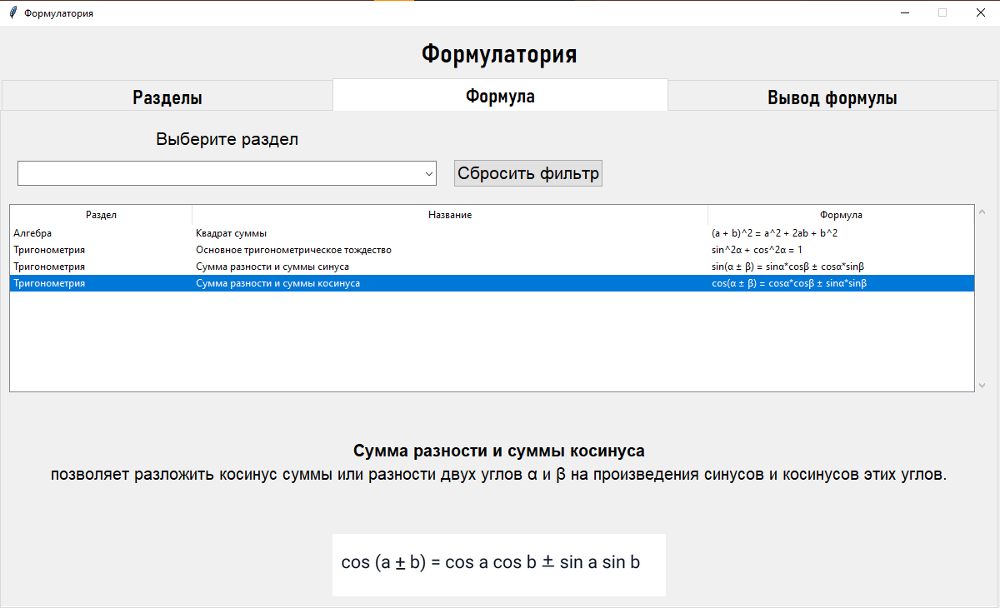 Формулатория
Формулатория
Разделы Формула Вывод формулы
Выберите раздел
Сбросить фильтр
Раздел Название Формула
Алгебра Квадрат суммы (a + b)^2 = a^2 + 2ab + b^2
Тригонометрия Основное тригонометрическое тождество sin^2α + cos^2α = 1
Тригонометрия Сумма разности и суммы синуса sin(α ± β) = sinα*cosβ ± cosα*sinβ
Тригонометрия Сумма разности и суммы косинуса cos(α ± β) = cosα*cosβ ± sinα*sinβ
Сумма разности и суммы косинуса
позволяет разложить косинус суммы или разности двух углов α и β на произведения синусов и косинусов этих углов.
cos (a ± b) = cos a cos b ± sin a sin b